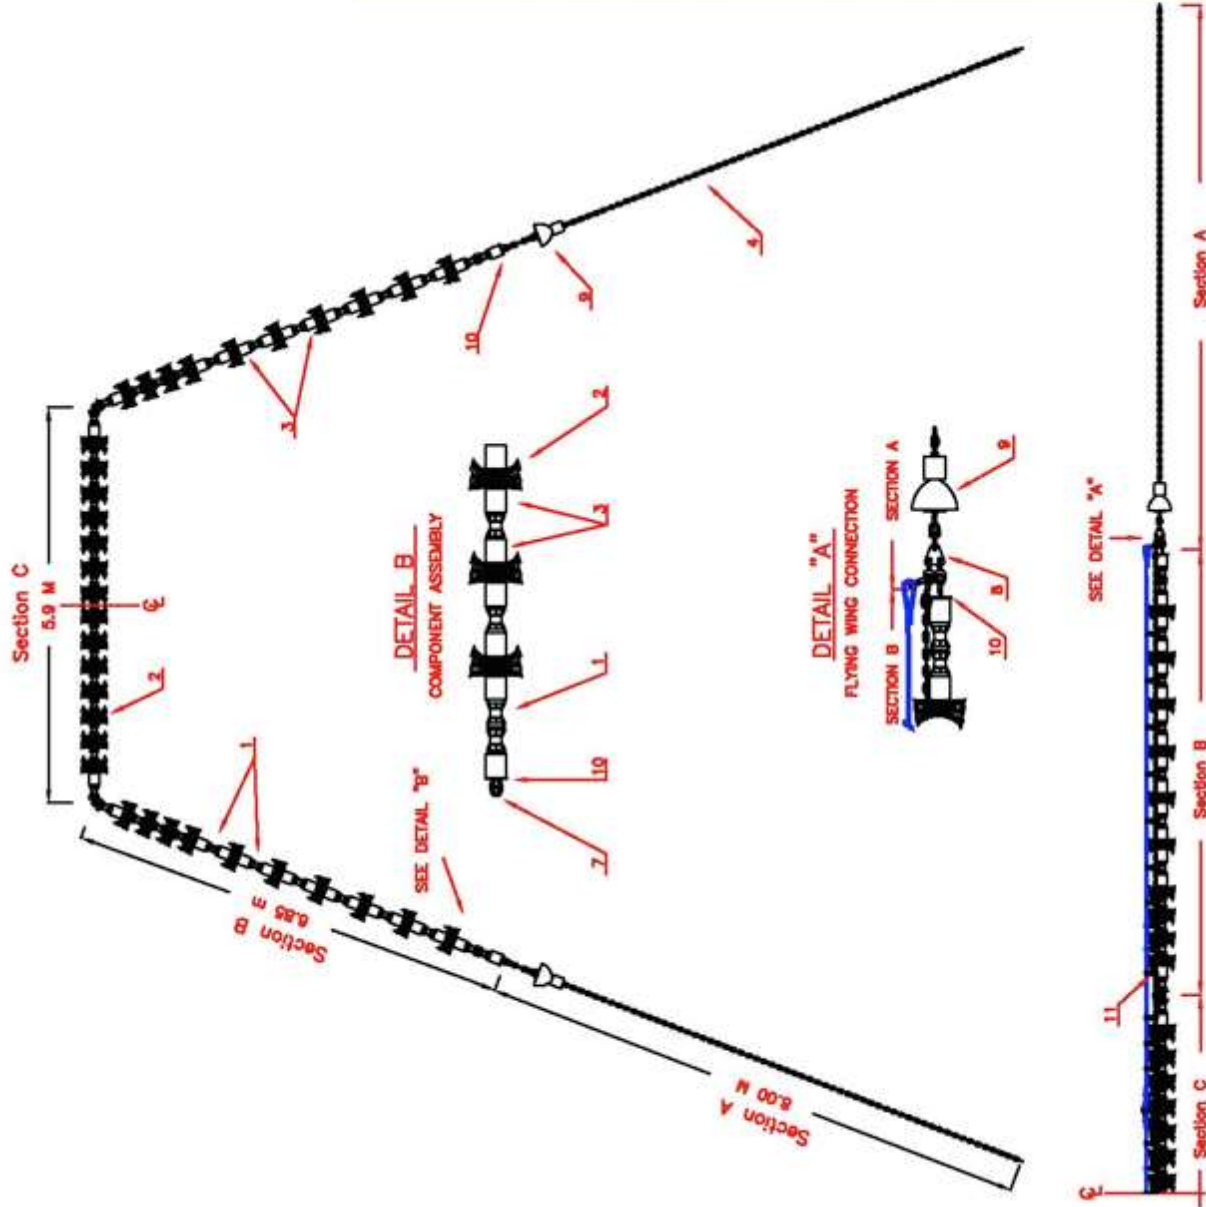 Section C
5.9 M
℄
2
1
3
10
9
4
Section B
6.85 m
SEE DETAIL "B"
Section A
8.00 M
DETAIL B
COMPONENT ASSEMBLY
2
3
1
10
7
DETAIL "A"
FLYING WING CONNECTION
SECTION B
SECTION A
9
8
10
SEE DETAIL "A"
11
℄
Section C
Section B
Section A